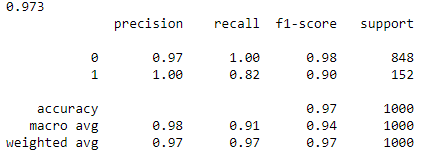 0.973
precision recall f1-score support
0 0.97 1.00 0.98 848
1 1.00 0.82 0.90 152
accuracy 0.97 1000
macro avg 0.98 0.91 0.94 1000
weighted avg 0.97 0.97 0.97 1000